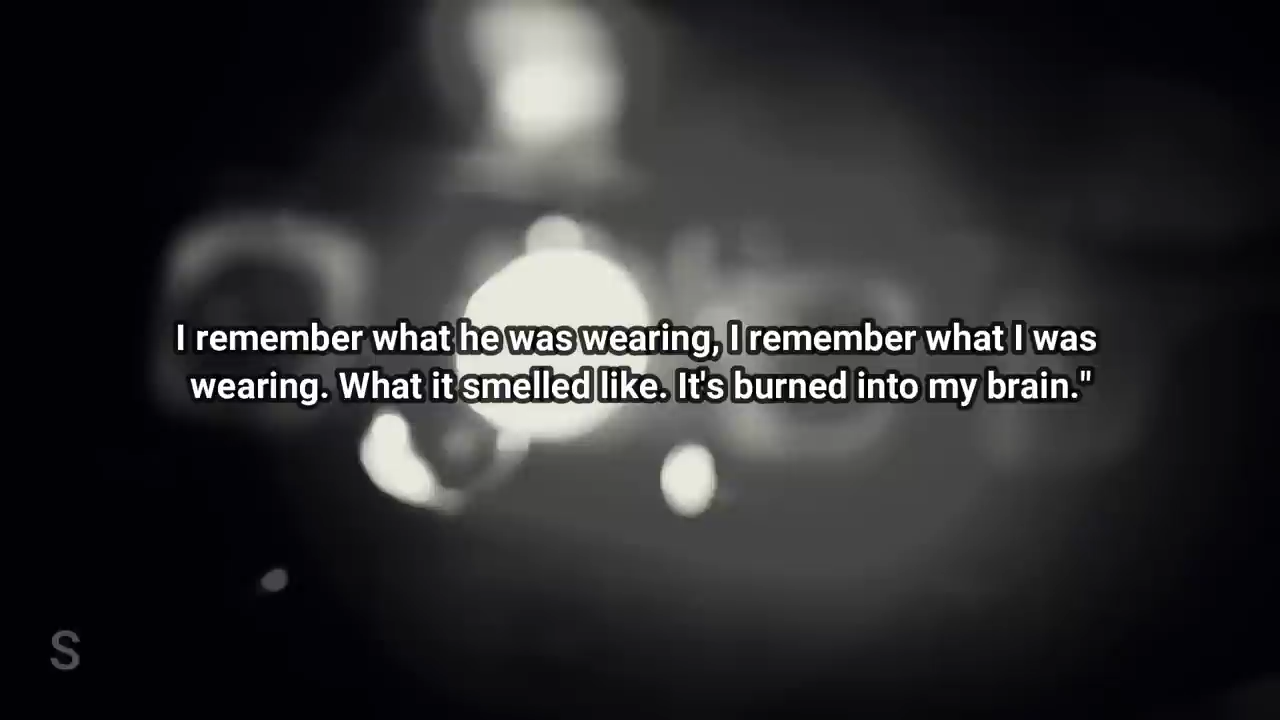 I remember what he was wearing, I remember what I was
wearing. What it smelled like. It's burned into my brain."
S